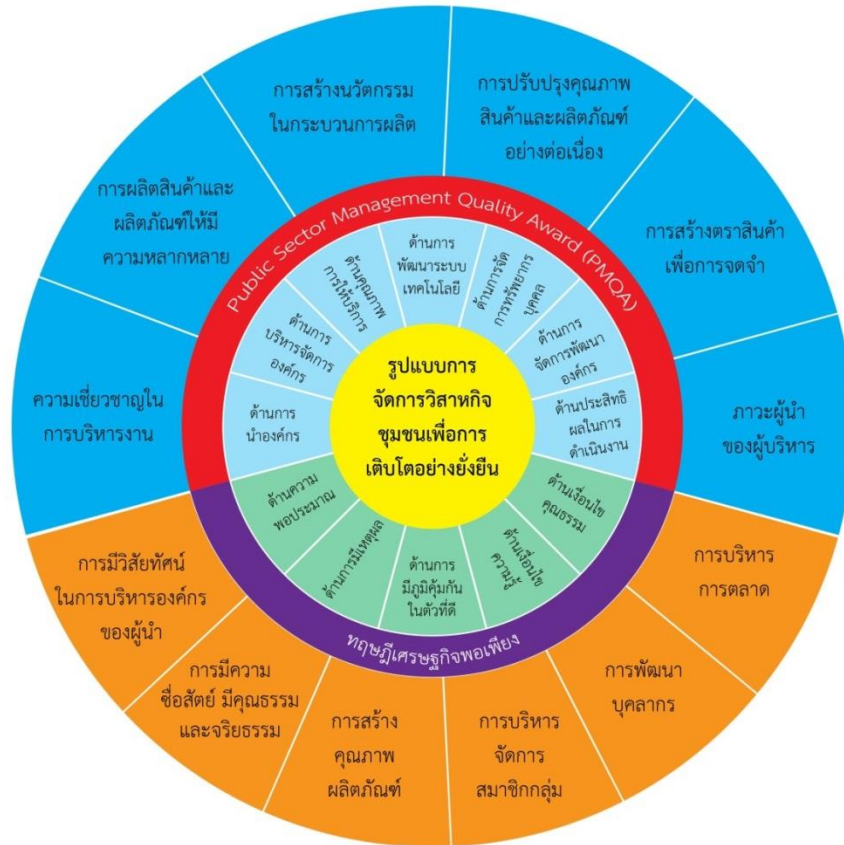 การสร้างนวัตกรรม
ในกระบวนการผลิต
การปรับปรุงคุณภาพ
สินค้าและผลิตภัณฑ์
อย่างต่อเนื่อง
การผลิตสินค้าและ
ผลิตภัณฑ์ให้มี
ความหลากหลาย
การสร้างตราสินค้า
เพื่อการจดจำ
ความเชี่ยวชาญใน
การบริหารงาน
ภาวะผู้นำ
ของผู้บริหาร
Public Sector Management Quality Award (PMQA)
ด้านการ
นำองค์กร
ด้านการ
บริหารจัดการ
องค์กร
ด้านคุณภาพ
การให้บริการ
ด้านการ
พัฒนาระบบ
เทคโนโลยี
ด้านการจัด
การทรัพยากร
บุคคล
ด้านการ
จัดการพัฒนา
องค์กร
ด้านประสิทธิ
ผลในการ
ดำเนินงาน
รูปแบบการ
จัดการวิสาหกิจ
ชุมชนเพื่อการ
เติบโตอย่างยั่งยืน
ด้านความ
พอประมาณ
ด้านการมีเหตุผล
ด้านการ
มีภูมิคุ้มกัน
ในตัวที่ดี
ด้านเงื่อนไข
ความรู้
ด้านเงื่อนไข
คุณธรรม
ทฤษฎีเศรษฐกิจพอเพียง
การมีวิสัยทัศน์
ในการบริหารองค์กร
ของผู้นำ
การมีความ
ซื่อสัตย์ มีคุณธรรม
และจริยธรรม
การสร้าง
คุณภาพ
ผลิตภัณฑ์
การบริหาร
จัดการ
สมาชิกกลุ่ม
การพัฒนา
บุคลากร
การบริหาร
การตลาด